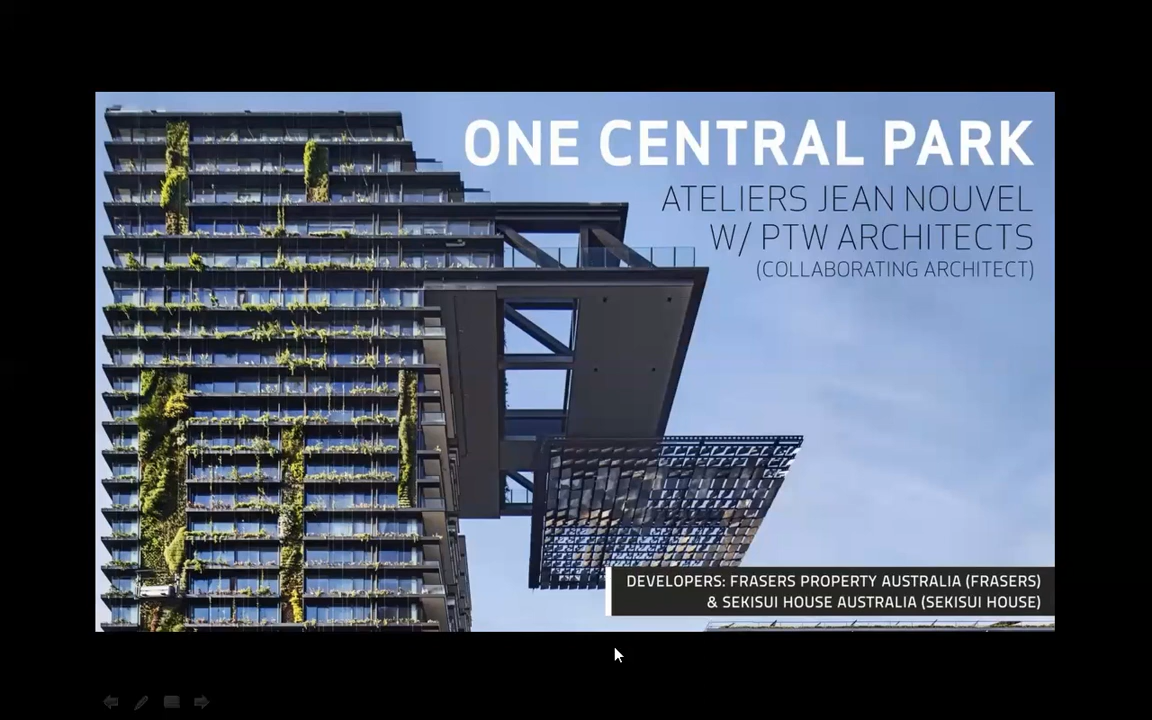 ONE CENTRAL PARK
ATELIERS JEAN NOUVEL
W/ PTW ARCHITECTS
(COLLABORATING ARCHITECT)
DEVELOPERS: FRASERS PROPERTY AUSTRALIA (FRASERS)
& SEKISUI HOUSE AUSTRALIA (SEKISUI HOUSE)